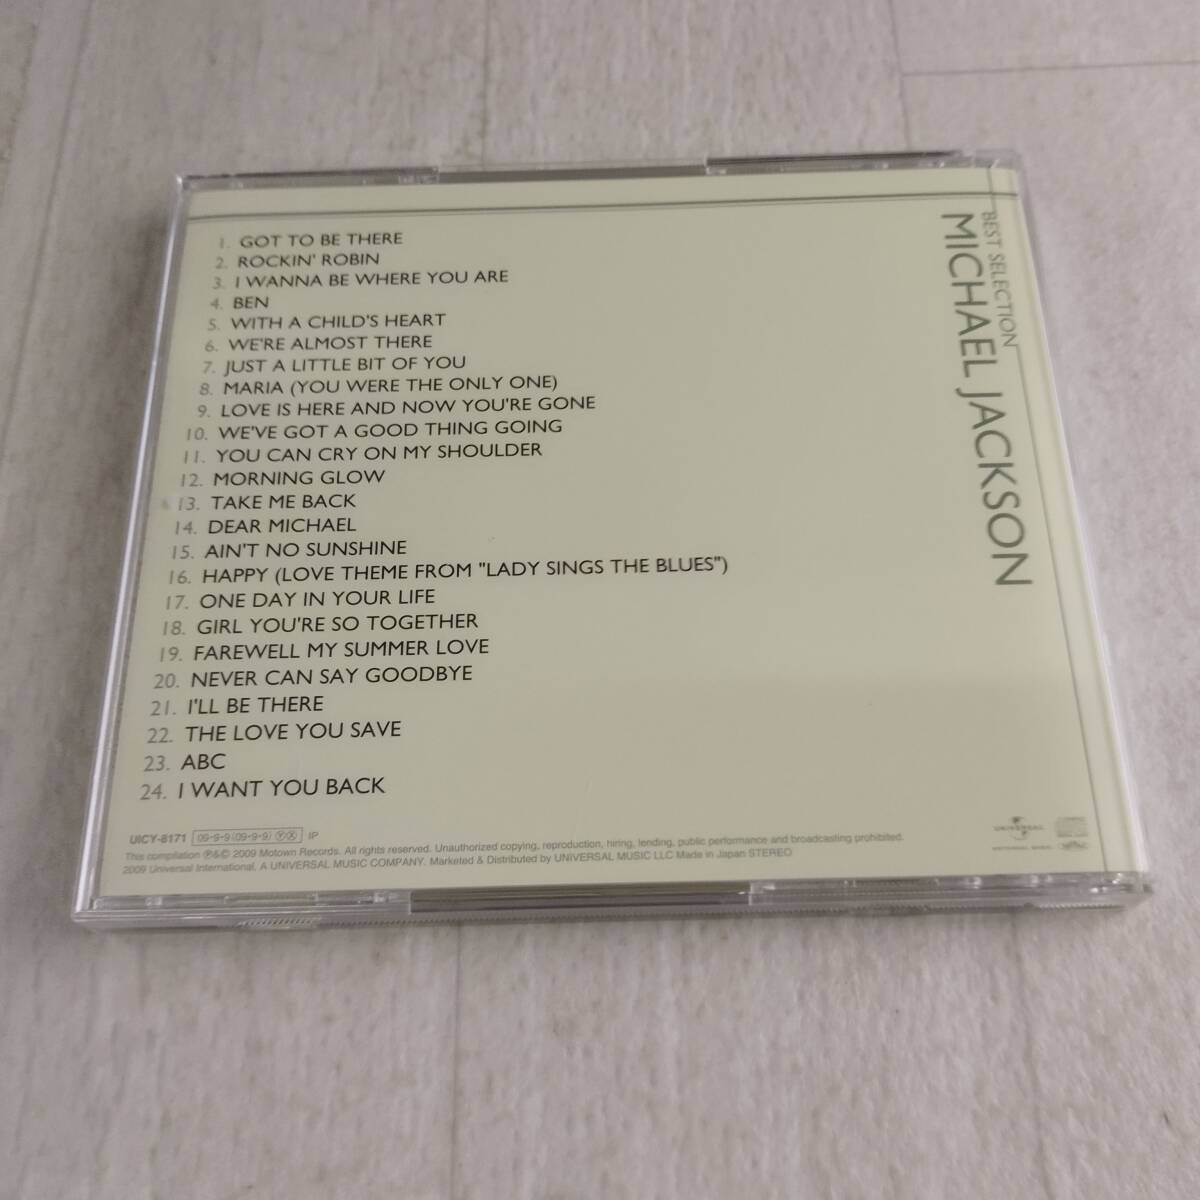 BEST SELECTION
MICHAEL JACKSON
1. GOT TO BE THERE
2. ROCKIN' ROBIN
3. I WANNA BE WHERE YOU ARE
4. BEN
5. WITH A CHILD'S HEART
6. WE'RE ALMOST THERE
7. JUST A LITTLE BIT OF YOU
8. MARIA (YOU WERE THE ONLY ONE)
9. LOVE IS HERE AND NOW YOU'RE GONE
10. WE'VE GOT A GOOD THING GOING
11. YOU CAN CRY ON MY SHOULDER
12. MORNING GLOW
13. TAKE ME BACK
14. DEAR MICHAEL
15. AIN'T NO SUNSHINE
16. HAPPY (LOVE THEME FROM "LADY SINGS THE BLUES")
17. ONE DAY IN YOUR LIFE
18. GIRL YOU'RE SO TOGETHER
19. FAREWELL MY SUMMER LOVE
20. NEVER CAN SAY GOODBYE
21. I'LL BE THERE
22. THE LOVE YOU SAVE
23. ABC
24. I WANT YOU BACK
UICY-8171 09-9-9(09-9-9) Ⓨ Ⓧ IP
This compilation ℗&© 2009 Motown Records. All rights reserved. Unauthorized copying, reproduction, hiring, lending, public performance and broadcasting prohibited.
2009 Universal International. A UNIVERSAL MUSIC COMPANY. Marketed & Distributed by UNIVERSAL MUSIC LLC Made in Japan STEREO
UNIVERSAL